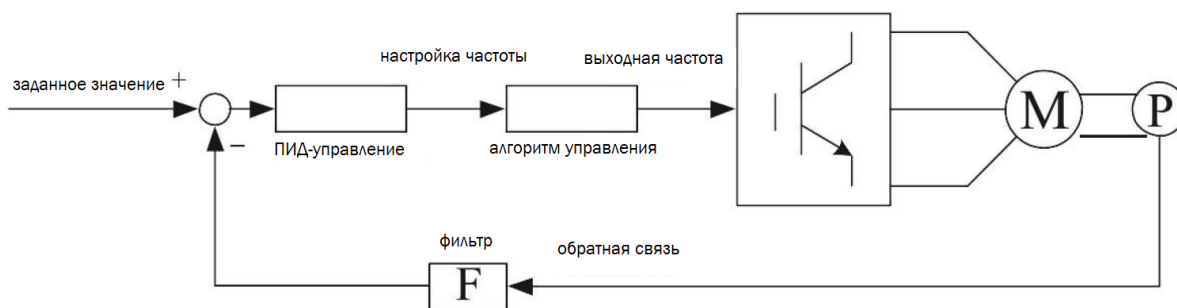 настройка частоты
выходная частота
заданное значение +
M
P
–
ПИД-управление
алгоритм управления
фильтр
обратная связь
F